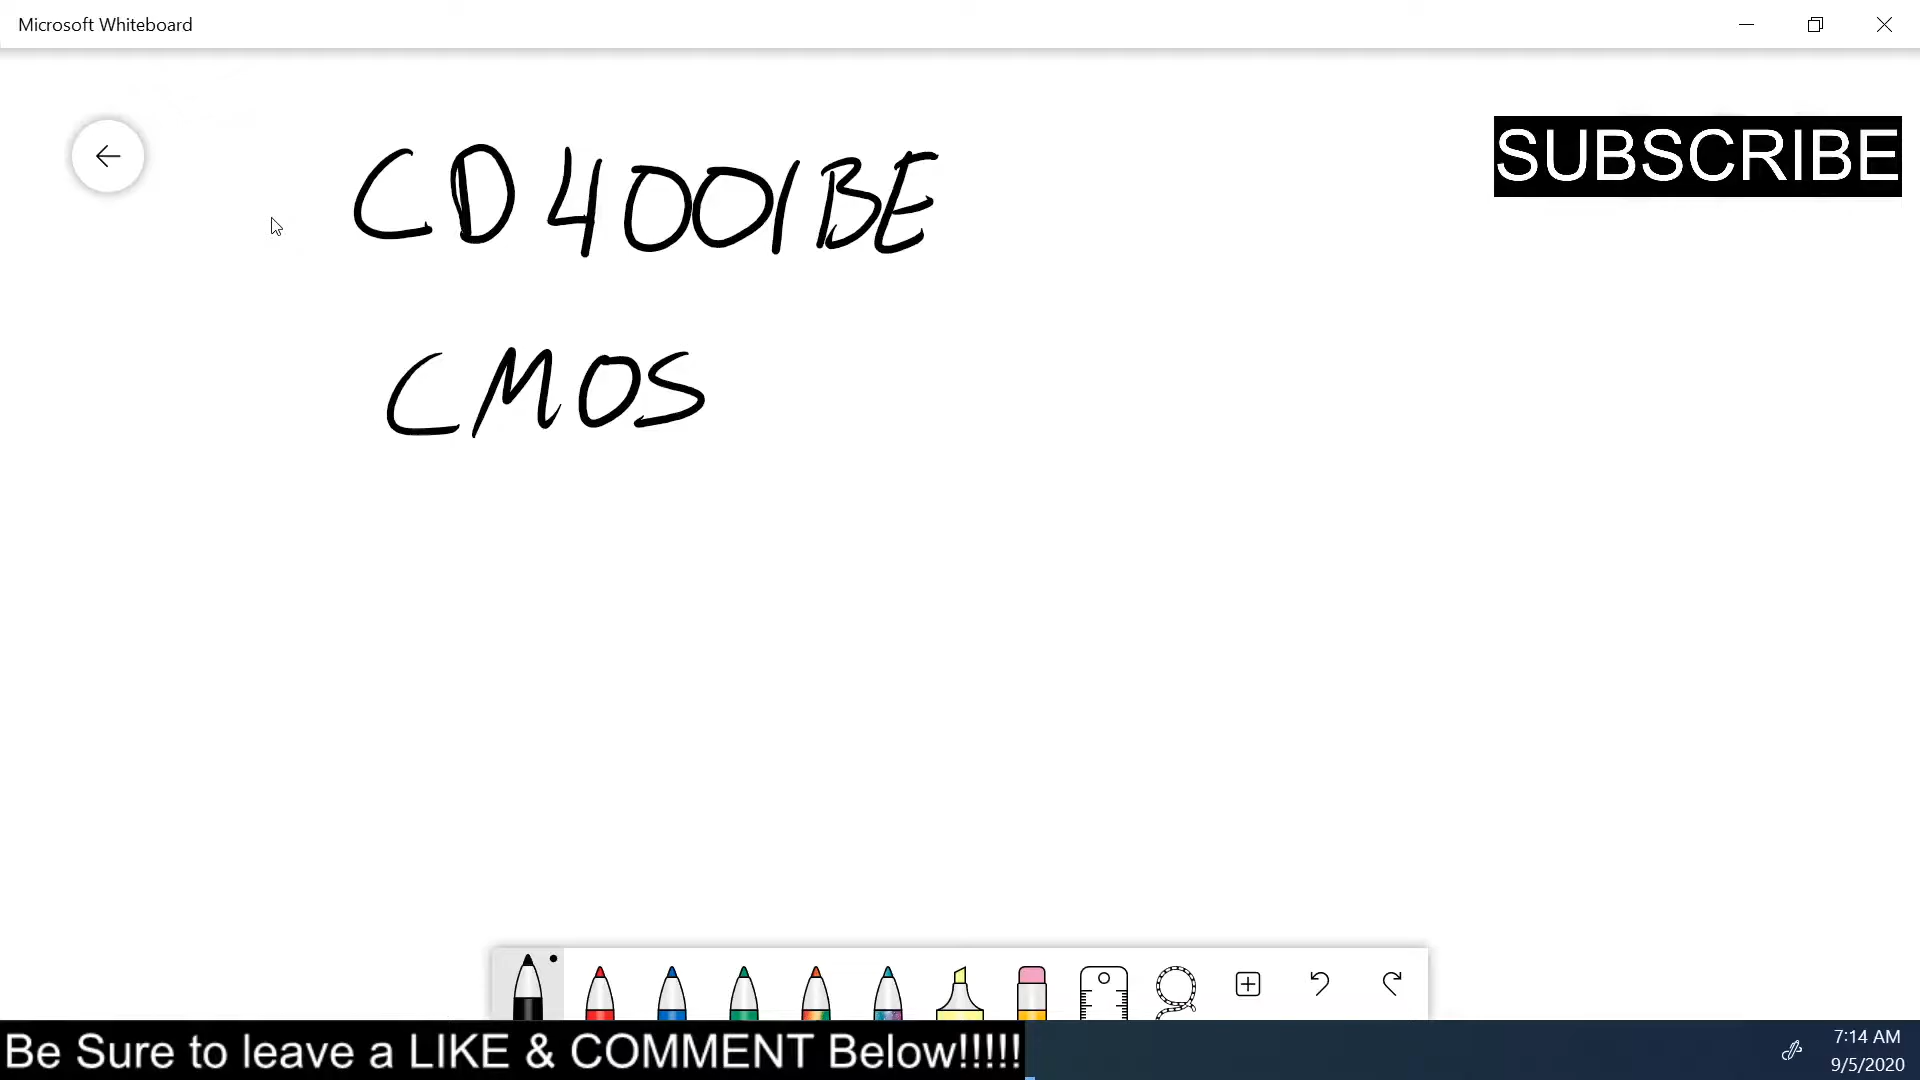 Microsoft Whiteboard
SUBSCRIBE
CD4001BE
CMOS
Be Sure to leave a LIKE & COMMENT Below!!!!!
7:14 AM
9/5/2020